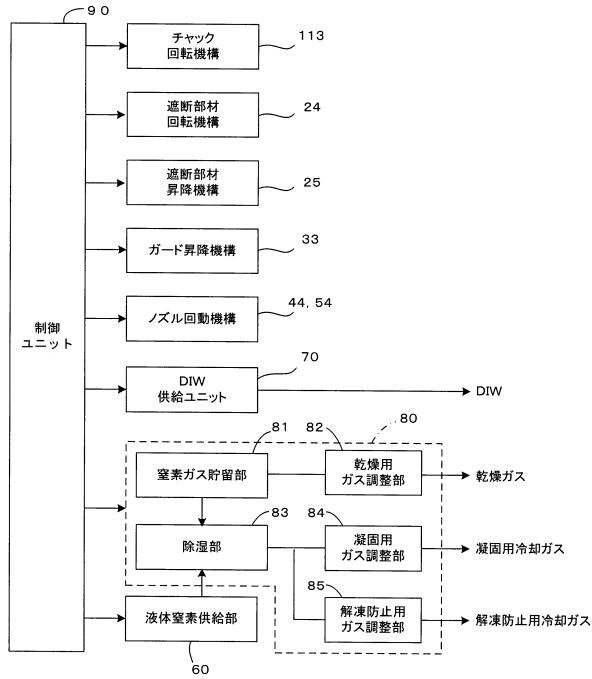 90
チャック
回転機構
113
遮断部材
回転機構
24
遮断部材
昇降機構
25
ガード昇降機構
33
制御
ユニット
ノズル回動機構
44, 54
DIW
供給ユニット
70
DIW
80
窒素ガス貯留部
81
乾燥用
ガス調整部
82
乾燥ガス
除湿部
83
凝固用
ガス調整部
84
凝固用冷却ガス
液体窒素供給部
60
解凍防止用
ガス調整部
85
解凍防止用冷却ガス